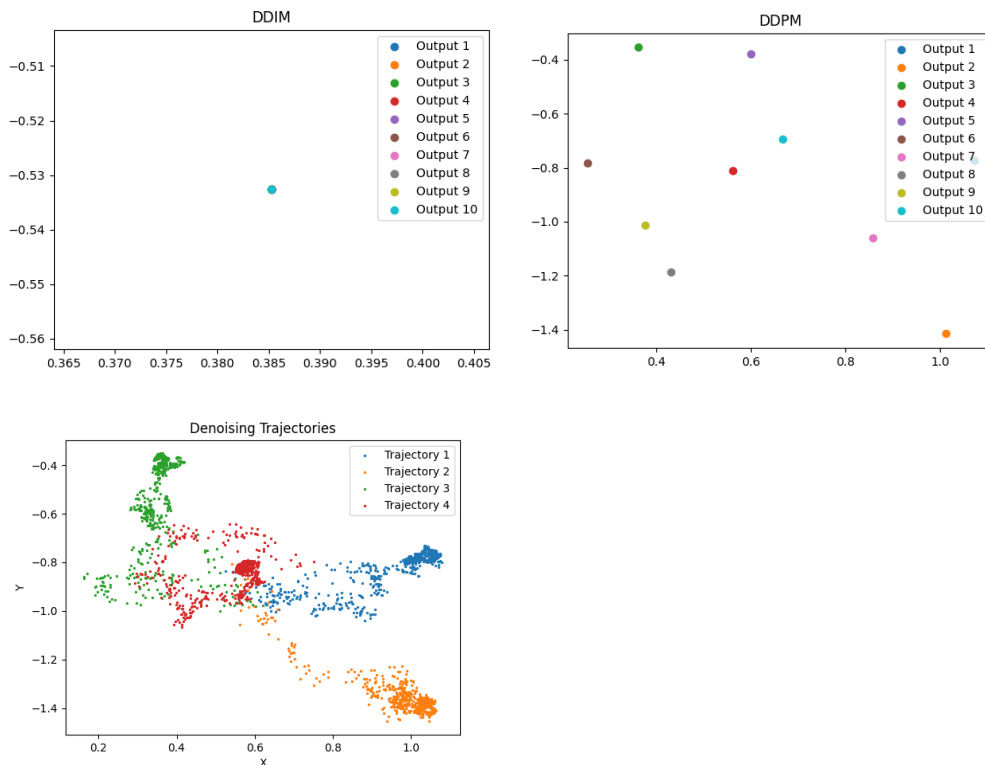 DDIM
−0.51
−0.52
−0.53
−0.54
−0.55
−0.56
0.365
0.370
0.375
0.380
0.385
0.390
0.395
0.400
0.405
Output 1
Output 2
Output 3
Output 4
Output 5
Output 6
Output 7
Output 8
Output 9
Output 10
DDPM
−0.4
−0.6
−0.8
−1.0
−1.2
−1.4
0.4
0.6
0.8
1.0
Output 1
Output 2
Output 3
Output 4
Output 5
Output 6
Output 7
Output 8
Output 9
Output 10
Denoising Trajectories
Y
−0.4
−0.6
−0.8
−1.0
−1.2
−1.4
0.2
0.4
0.6
0.8
1.0
X
Trajectory 1
Trajectory 2
Trajectory 3
Trajectory 4